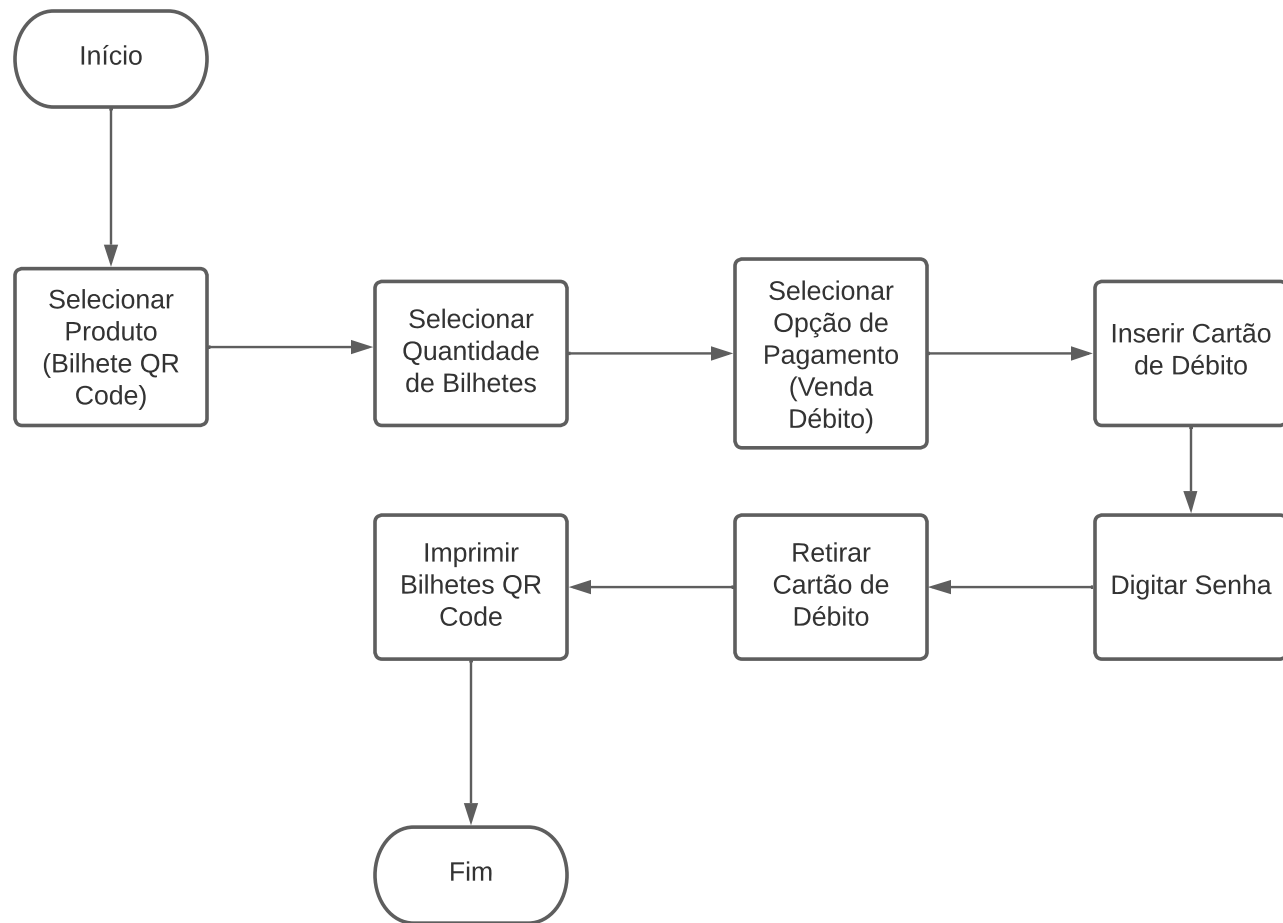 Início
Selecionar
Produto
(Bilhete QR
Code)
Selecionar
Quantidade
de Bilhetes
Selecionar
Opção de
Pagamento
(Venda
Débito)
Inserir Cartão
de Débito
Digitar Senha
Retirar
Cartão de
Débito
Imprimir
Bilhetes QR
Code
Fim